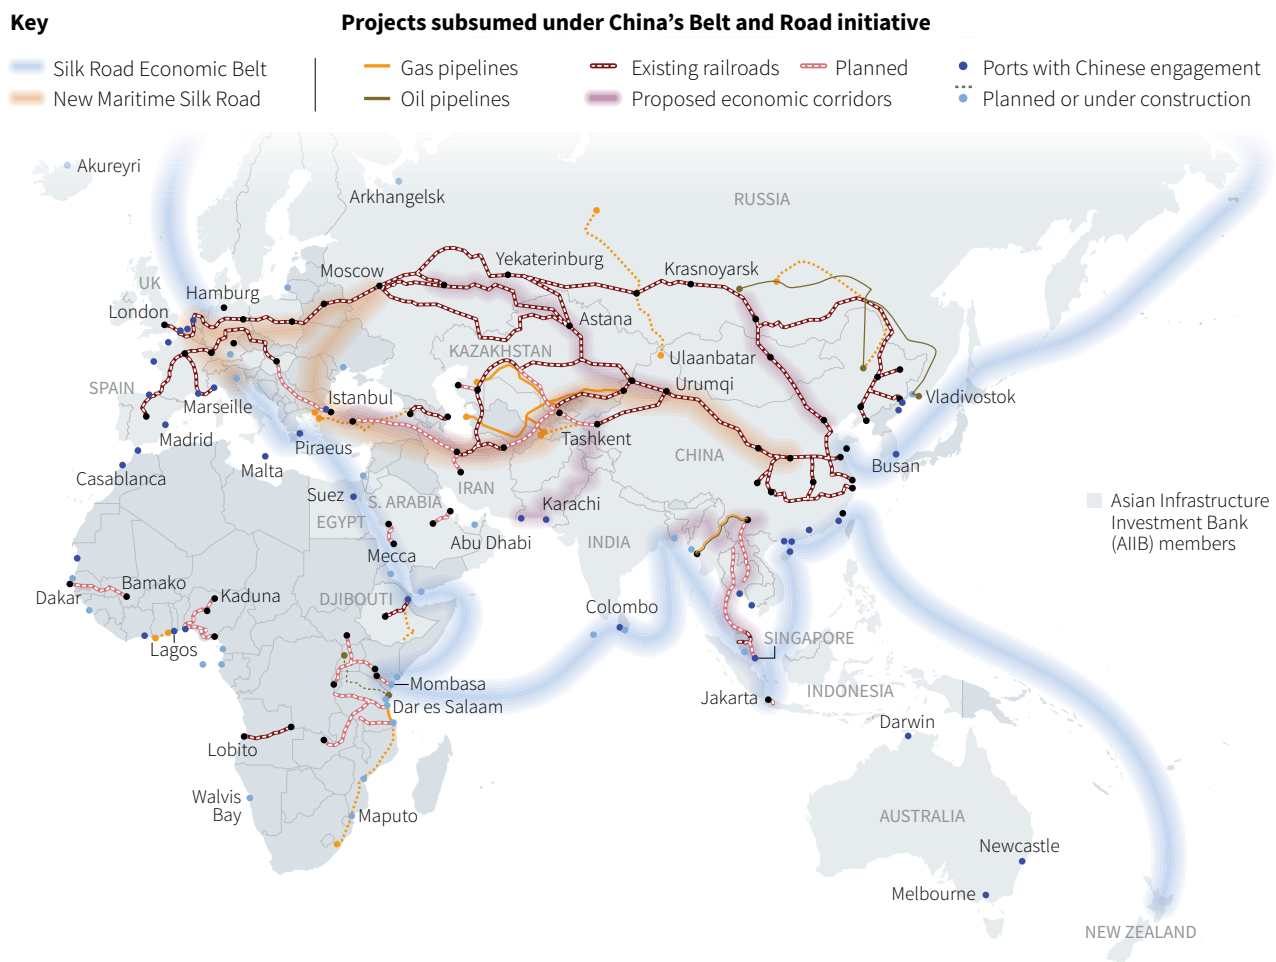 Key
Projects subsumed under China's Belt and Road initiative
Silk Road Economic Belt
New Maritime Silk Road
Gas pipelines
Oil pipelines
Existing railroads
Planned
Proposed economic corridors
Ports with Chinese engagement
Planned or under construction
Akureyri
Arkhangelsk
RUSSIA
Moscow
Yekaterinburg
Krasnoyarsk
UK
Hamburg
London
Astana
KAZAKHSTAN
Ulaanbatar
Urumqi
SPAIN
Marseille
Istanbul
Vladivostok
Madrid
Piraeus
Tashkent
CHINA
Busan
Casablanca
Malta
IRAN
Suez
S. ARABIA
EGYPT
Karachi
Asian Infrastructure
Investment Bank
(AIIB) members
Mecca
Abu Dhabi
INDIA
Bamako
Dakar
Kaduna
DJIBOUTI
Colombo
Lagos
SINGAPORE
Mombasa
Dar es Salaam
Jakarta
INDONESIA
Darwin
Lobito
Walvis
Bay
Maputo
AUSTRALIA
Newcastle
Melbourne
NEW ZEALAND